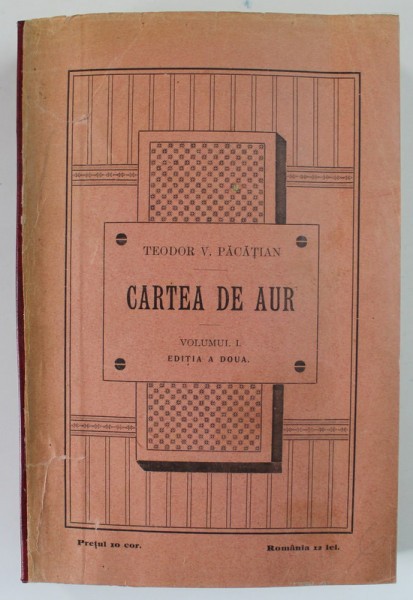 TEODOR V. PĂCĂȚIAN
CARTEA DE AUR
VOLUMUL I.
EDIȚIA A DOUA.
Prețul 10 cor. România 12 lei.